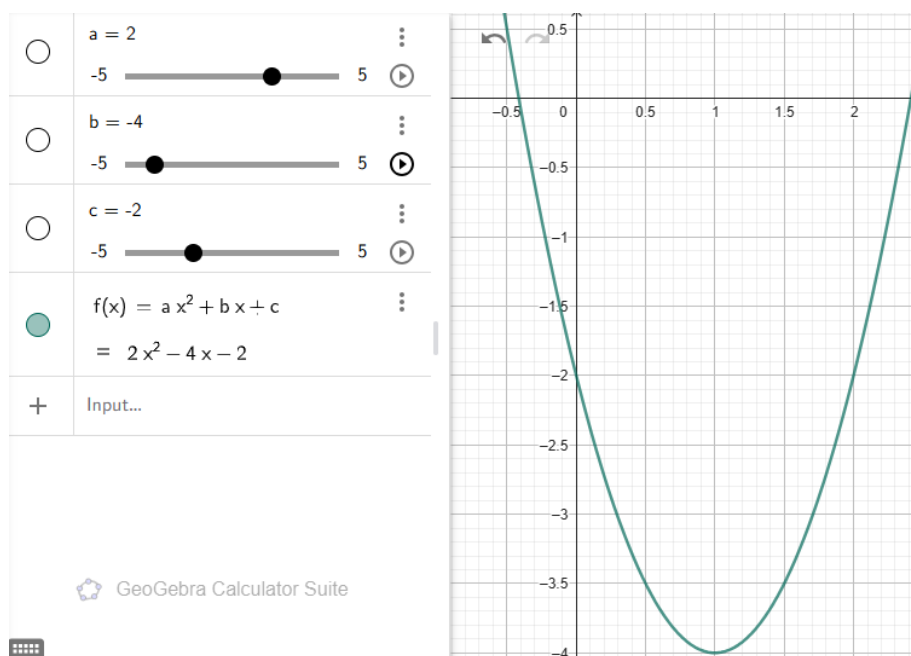 a = 2
-5 5
b = -4
-5 5
c = -2
-5 5
f(x) = a x² + b x + c
= 2 x² − 4 x − 2
+ Input...
GeoGebra Calculator Suite
0.5
−0.5 0 0.5 1 1.5 2
−0.5
−1
−1.5
−2
−2.5
−3
−3.5
−4